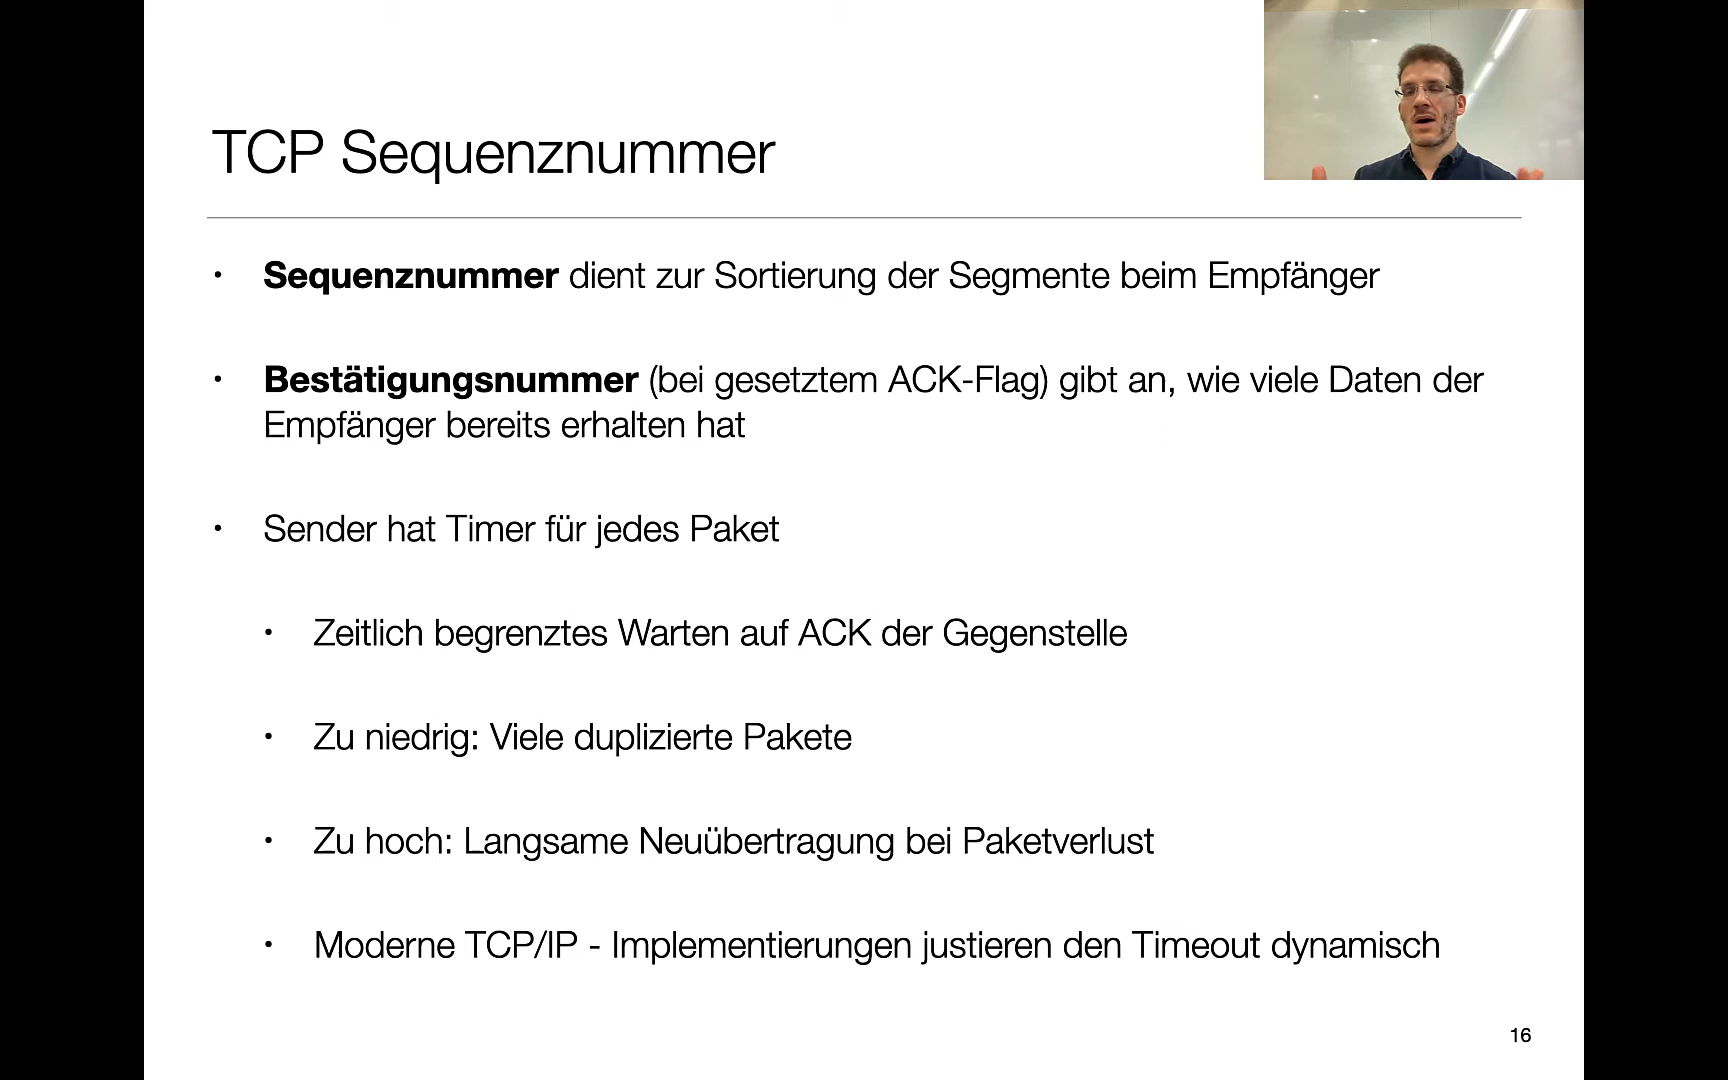 TCP Sequenznummer
• Sequenznummer dient zur Sortierung der Segmente beim Empfänger
• Bestätigungsnummer (bei gesetztem ACK-Flag) gibt an, wie viele Daten der
Empfänger bereits erhalten hat
• Sender hat Timer für jedes Paket
• Zeitlich begrenztes Warten auf ACK der Gegenstelle
• Zu niedrig: Viele duplizierte Pakete
• Zu hoch: Langsame Neuübertragung bei Paketverlust
• Moderne TCP/IP - Implementierungen justieren den Timeout dynamisch
16